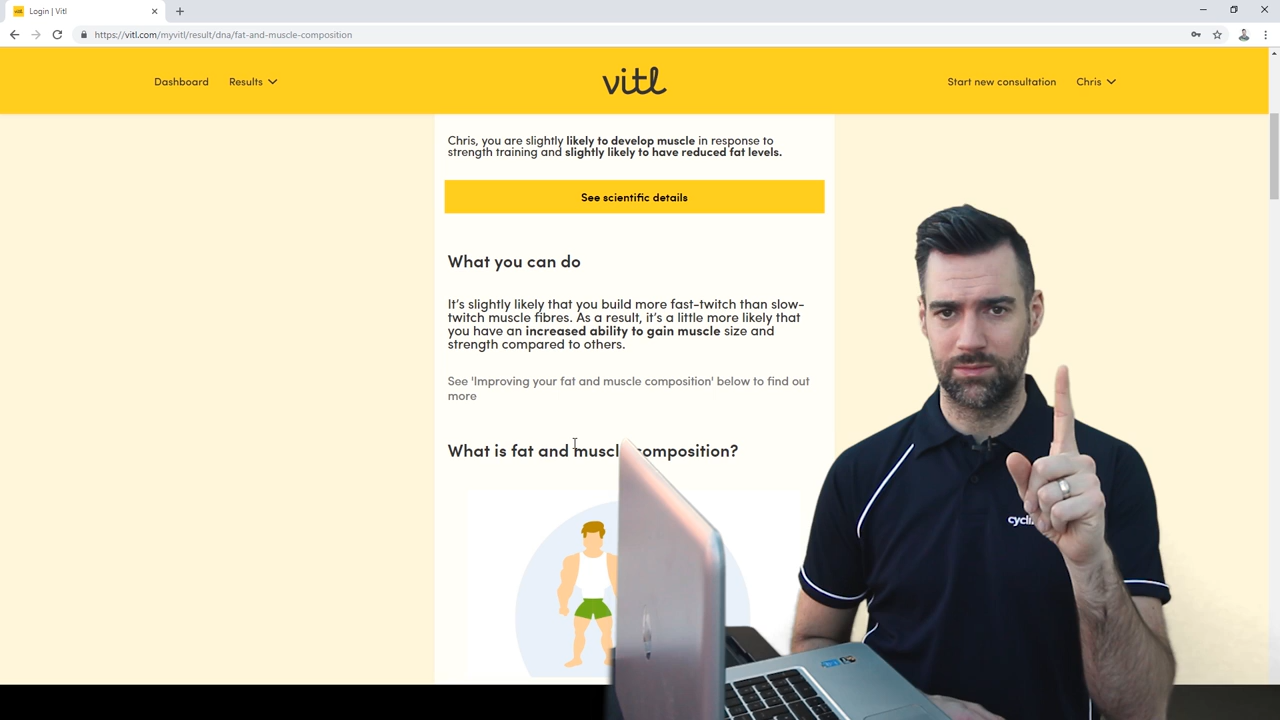 Login | Vitl
https://vitl.com/myvitl/result/dna/fat-and-muscle-composition
Dashboard Results vitl Start new consultation Chris
Chris, you are slightly likely to develop muscle in response to
strength training and slightly likely to have reduced fat levels.
See scientific details
What you can do
It's slightly likely that you build more fast-twitch than slow-
twitch muscle fibres. As a result, it's a little more likely that
you have an increased ability to gain muscle size and
strength compared to others.
See 'Improving your fat and muscle composition' below to find out
more
What is fat and muscle composition?